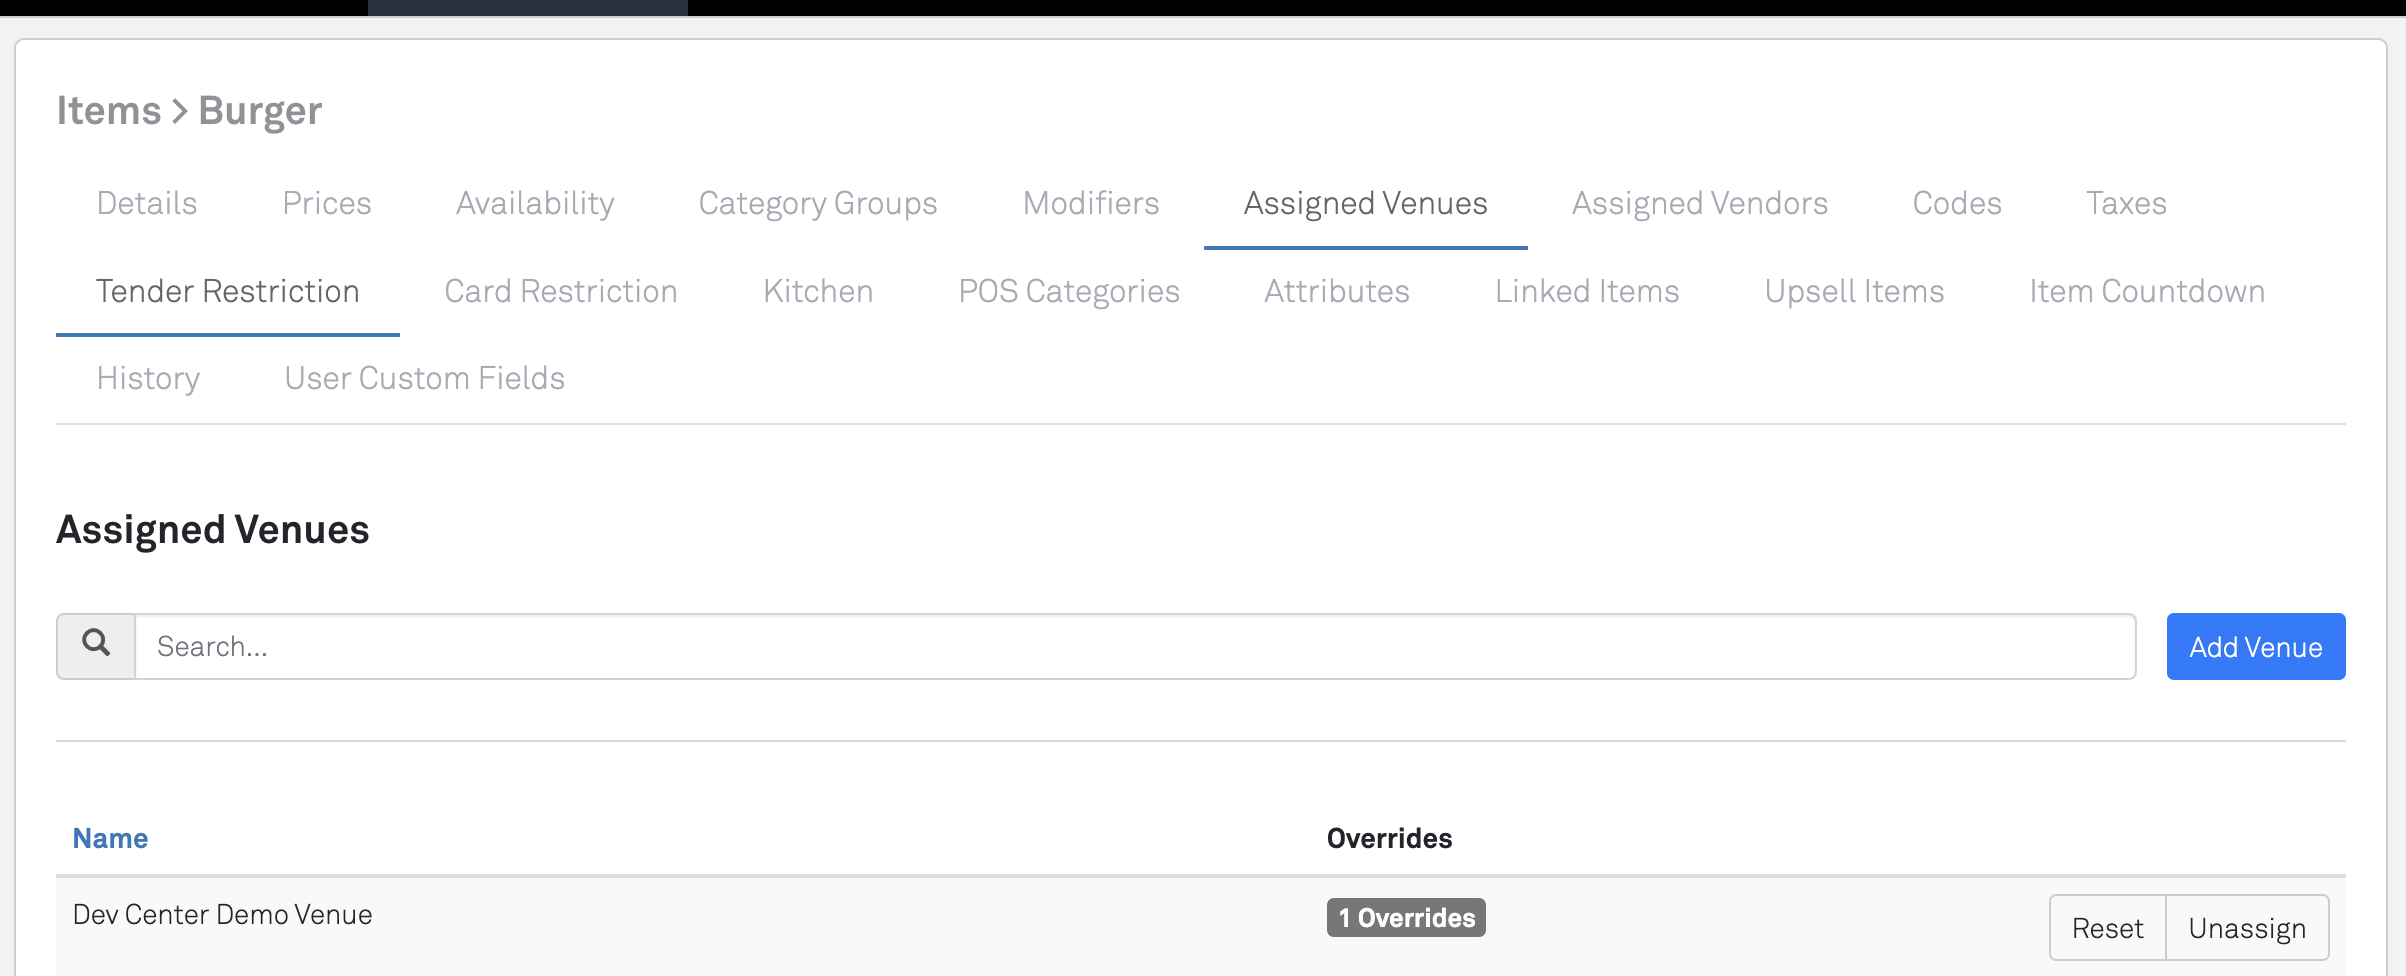 Items > Burger
Details Prices Availability Category Groups Modifiers Assigned Venues Assigned Vendors Codes Taxes
Tender Restriction Card Restriction Kitchen POS Categories Attributes Linked Items Upsell Items Item Countdown
History User Custom Fields
Assigned Venues
Search... Add Venue
Name Overrides
Dev Center Demo Venue 1 Overrides Reset Unassign